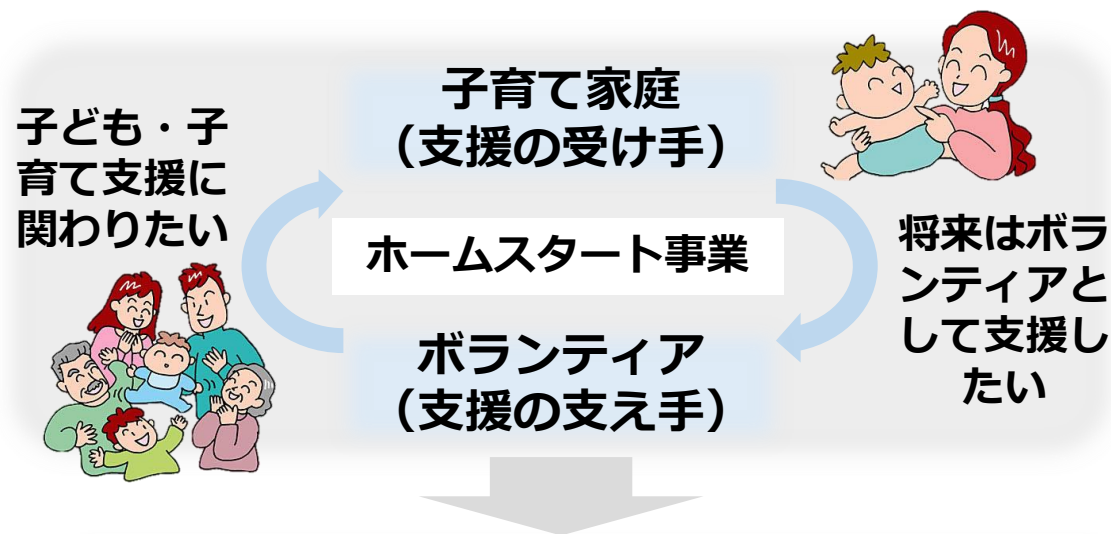 子育て家庭
（支援の受け手）
子ども・子
育て支援に
関わりたい
ホームスタート事業
将来はボラ
ンティアと
して支援し
たい
ボランティア
（支援の支え手）